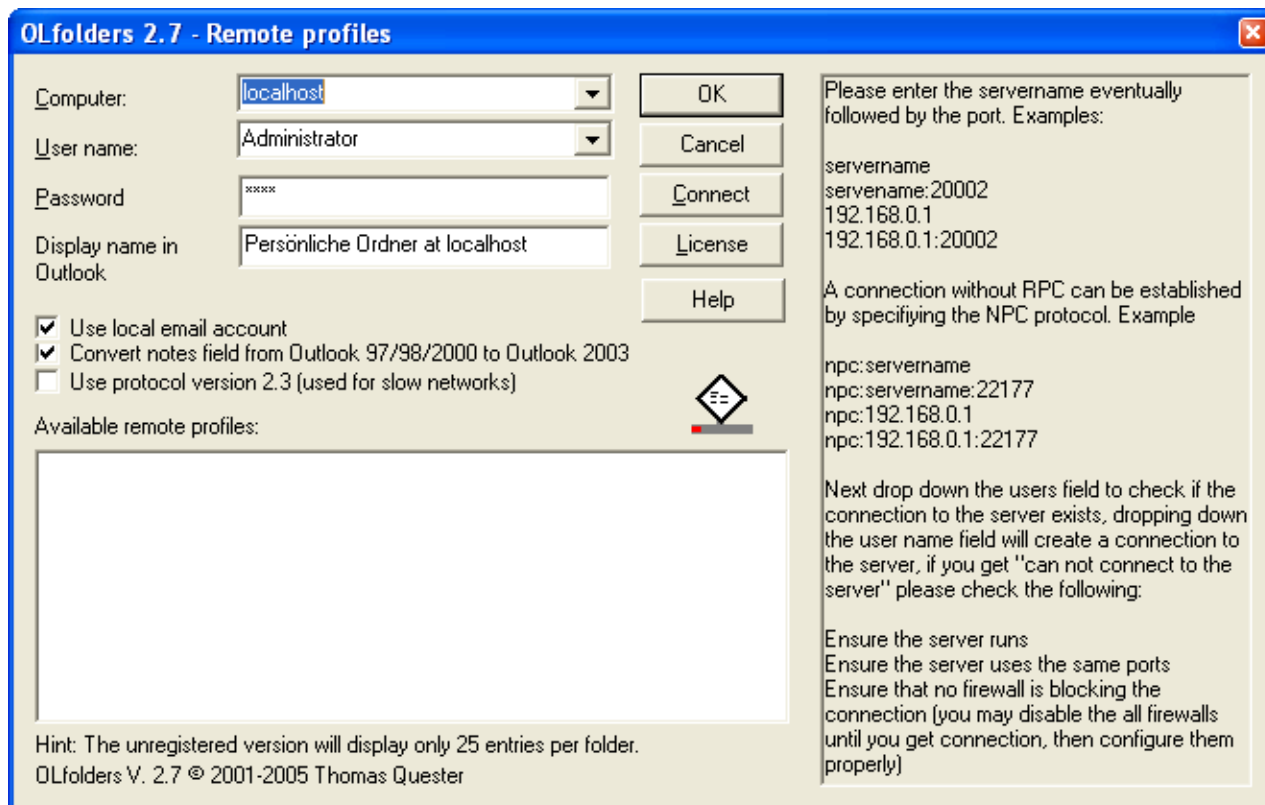 OLfolders 2.7 - Remote profiles
Computer:
localhost
User name:
Administrator
Password
xxxx
Display name in
Outlook
Persönliche Ordner at localhost
OK
Cancel
Connect
License
Help
Use local email account
Convert notes field from Outlook 97/98/2000 to Outlook 2003
Use protocol version 2.3 (used for slow networks)
Available remote profiles:
Hint: The unregistered version will display only 25 entries per folder.
OLfolders V. 2.7 © 2001-2005 Thomas Quester
Please enter the servername eventually
followed by the port. Examples:
servername
servename:20002
192.168.0.1
192.168.0.1:20002
A connection without RPC can be established
by specifiying the NPC protocol. Example
npc:servername
npc:servername:22177
npc:192.168.0.1
npc:192.168.0.1:22177
Next drop down the users field to check if the
connection to the server exists, dropping down
the user name field will create a connection to
the server, if you get "can not connect to the
server" please check the following:
Ensure the server runs
Ensure the server uses the same ports
Ensure that no firewall is blocking the
connection (you may disable the all firewalls
until you get connection, then configure them
properly)